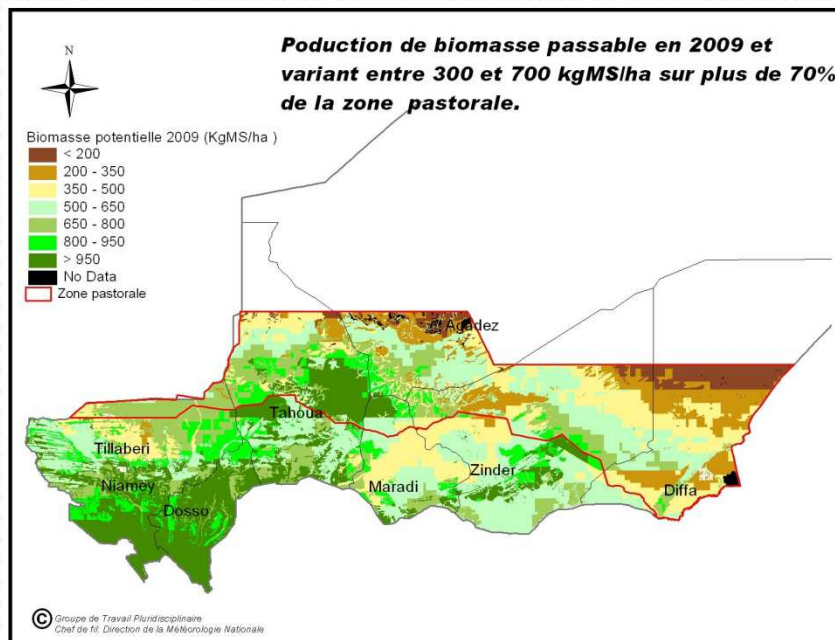 N
Poduction de biomasse passable en 2009 et
variant entre 300 et 700 kgMS/ha sur plus de 70%
de la zone pastorale.
Biomasse potentielle 2009 (KgMS/ha )
< 200
200 - 350
350 - 500
500 - 650
650 - 800
800 - 950
> 950
No Data
Zone pastorale
Agadez
Tahoua
Tillaberi
Niamey
Dosso
Maradi
Zinder
Diffa
© Groupe de Travail Pluridisciplinaire
Chef de fil: Direction de la Météorologie Nationale